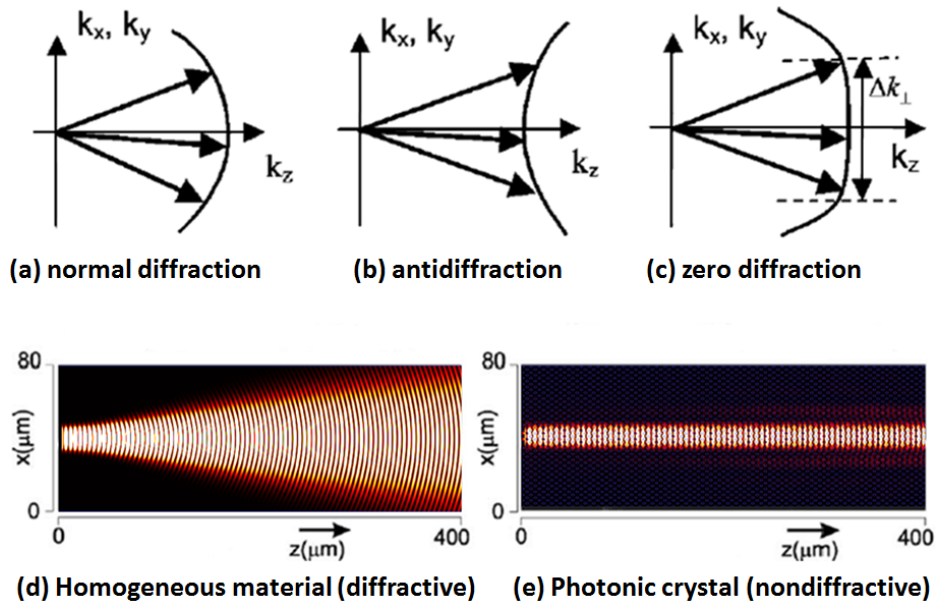 kx, ky
kz
(a) normal diffraction
kx, ky
kz
(b) antidiffraction
kx, ky
Δk⊥
kz
(c) zero diffraction
80
x(μm)
0
0
z(μm)
400
(d) Homogeneous material (diffractive)
80
x(μm)
0
0
z(μm)
400
(e) Photonic crystal (nondiffractive)